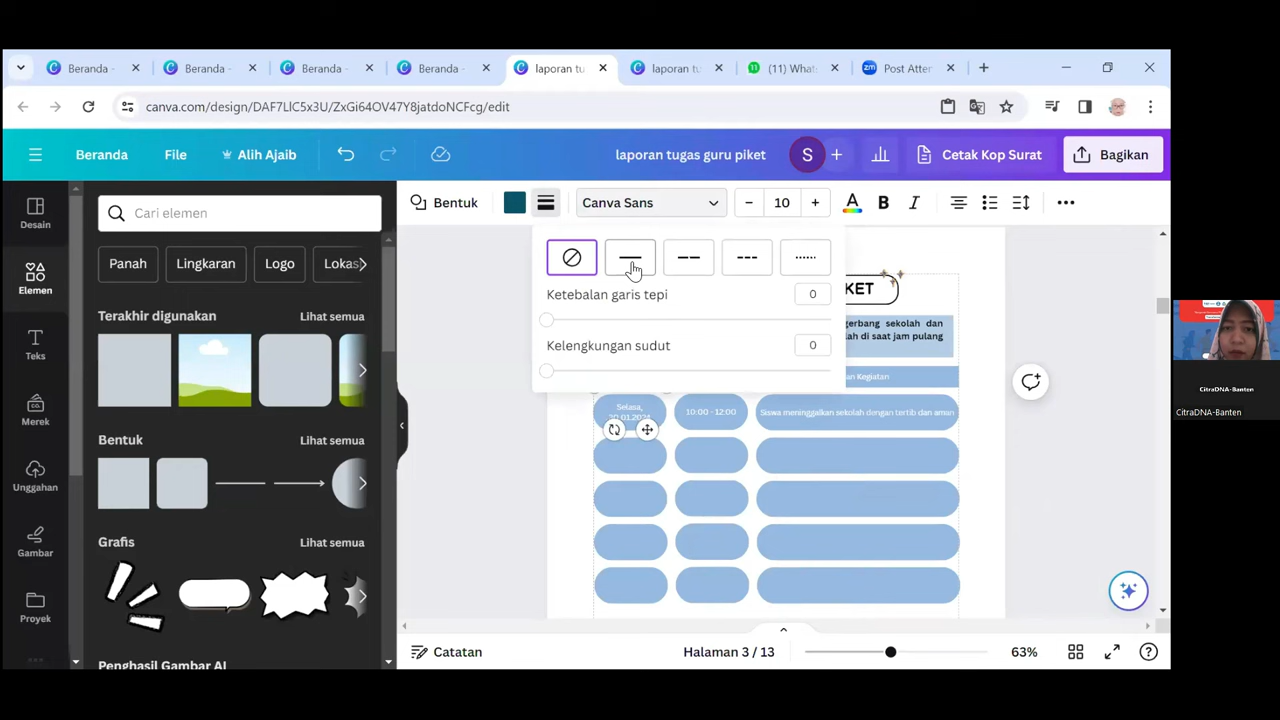 Beranda -
Beranda -
Beranda -
Beranda -
laporan tu
laporan tu
(11) What
Post Atter
canva.com/design/DAF7LlC5x3U/ZxGi64OV47Y8jatdoNCFcg/edit
Beranda
File
Alih Ajaib
laporan tugas guru piket
S
Cetak Kop Surat
Bagikan
Desain
Elemen
Teks
Merek
Unggahan
Gambar
Proyek
Cari elemen
Panah
Lingkaran
Logo
Lokas
Terakhir digunakan
Lihat semua
Bentuk
Lihat semua
Grafis
Lihat semua
Penghasil Gambar AI
Bentuk
Canva Sans
10
A
B
I
Ketebalan garis tepi
0
Kelengkungan sudut
0
KET
gerbang sekolah dan
lah di saat jam pulang
an Kegiatan
Selasa,
30.01.2024
10:00 - 12:00
Siswa meninggalkan sekolah dengan tertib dan aman
Catatan
Halaman 3 / 13
63%
CitraDNA-Banten
CitraDNA-Banten